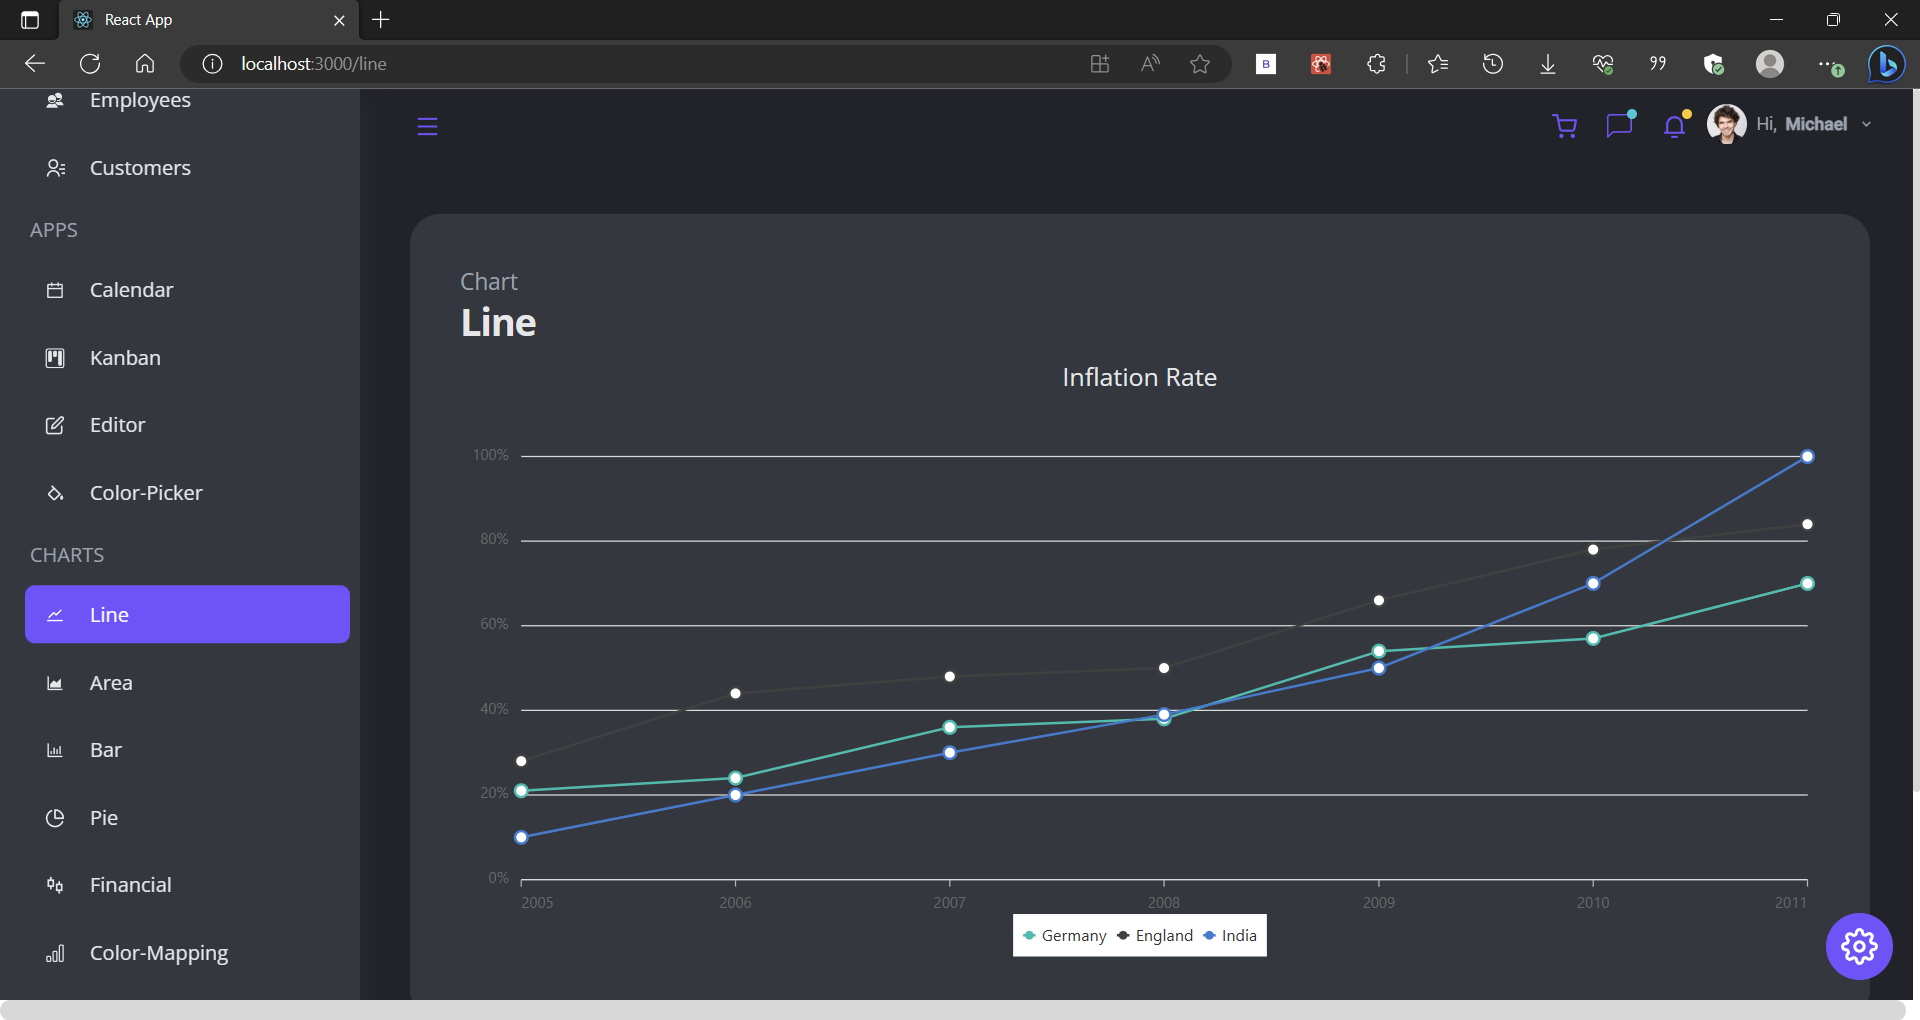 React App
localhost:3000/line
B
Employees
Customers
APPS
Calendar
Kanban
Editor
Color-Picker
CHARTS
Line
Area
Bar
Pie
Financial
Color-Mapping
Hi, Michael
Chart
Line
Inflation Rate
100%
80%
60%
40%
20%
0%
2005 2006 2007 2008 2009 2010 2011
Germany England India